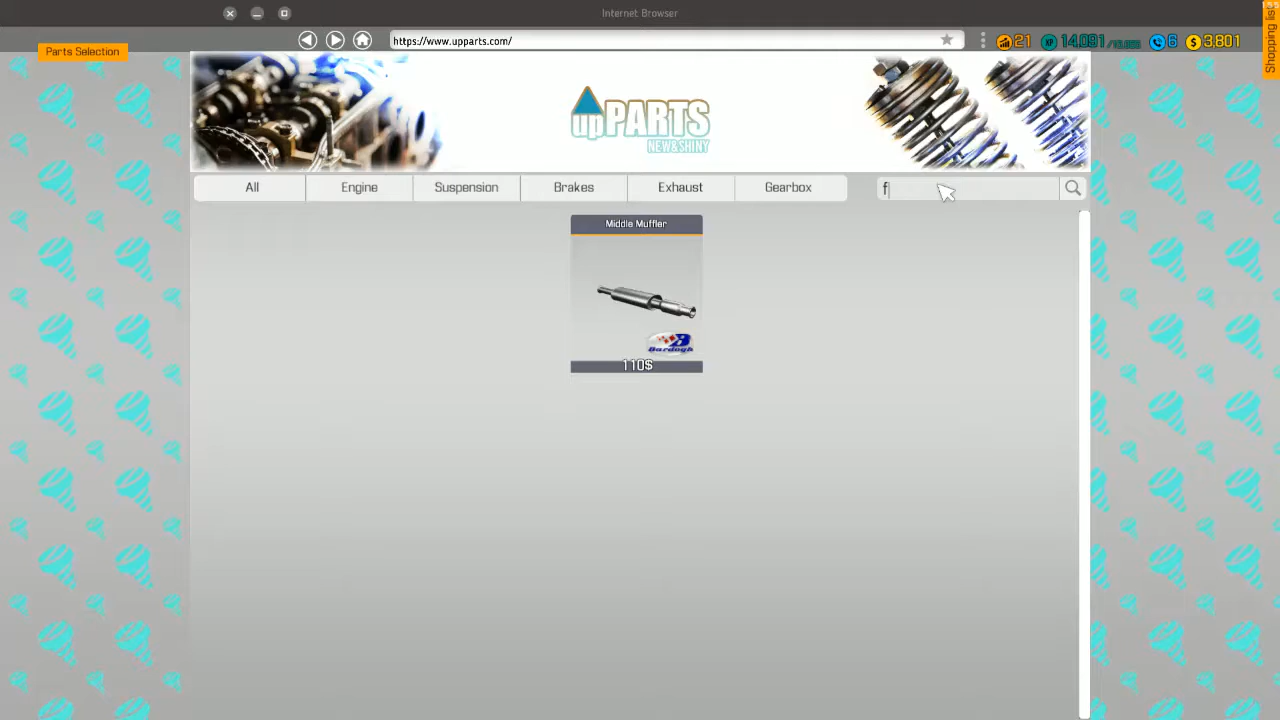 Internet Browser
https://www.upparts.com/
21
14,091
6
$ 3,801
Shopping list
Parts Selection
upPARTS
NEW&SHINY
All
Engine
Suspension
Brakes
Exhaust
Gearbox
f
Middle Muffler
Bardogh
110$